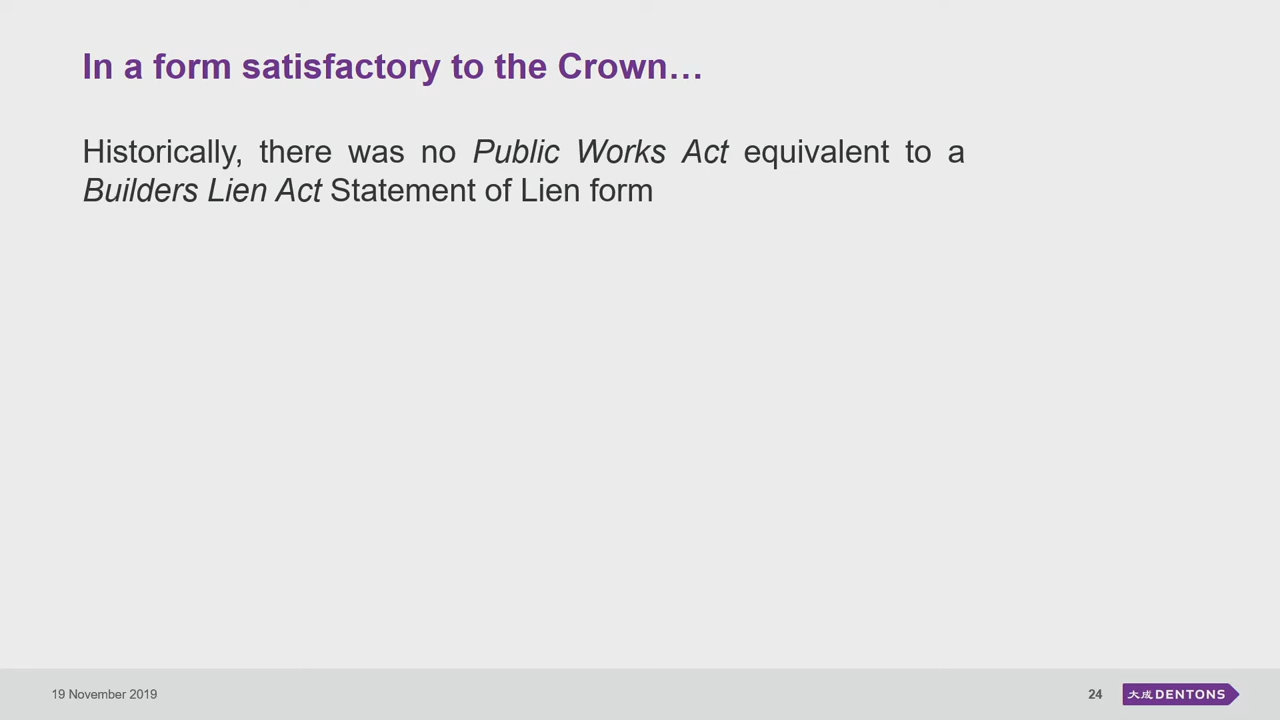 In a form satisfactory to the Crown…
Historically, there was no Public Works Act equivalent to a
Builders Lien Act Statement of Lien form
19 November 2019
24
大成 DENTONS